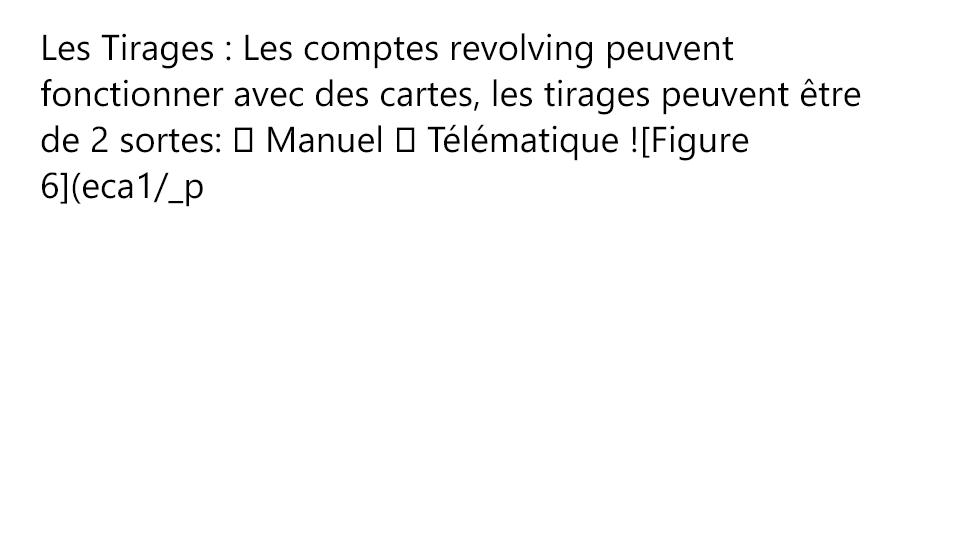 Les Tirages : Les comptes revolving peuvent
fonctionner avec des cartes, les tirages peuvent être
de 2 sortes: 􀀀 Manuel 􀀀 Télématique ![Figure
6](eca1/_p